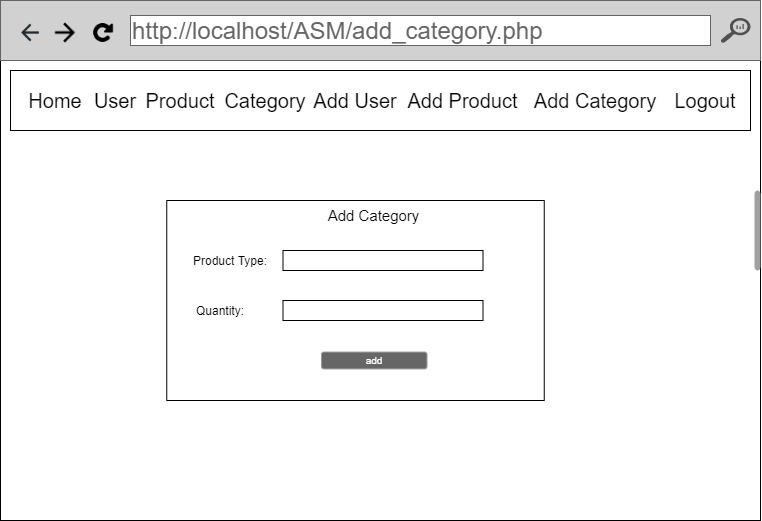 http://localhost/ASM/add_category.php
Home User Product Category Add User Add Product Add Category Logout
Add Category
Product Type:
Quantity:
add